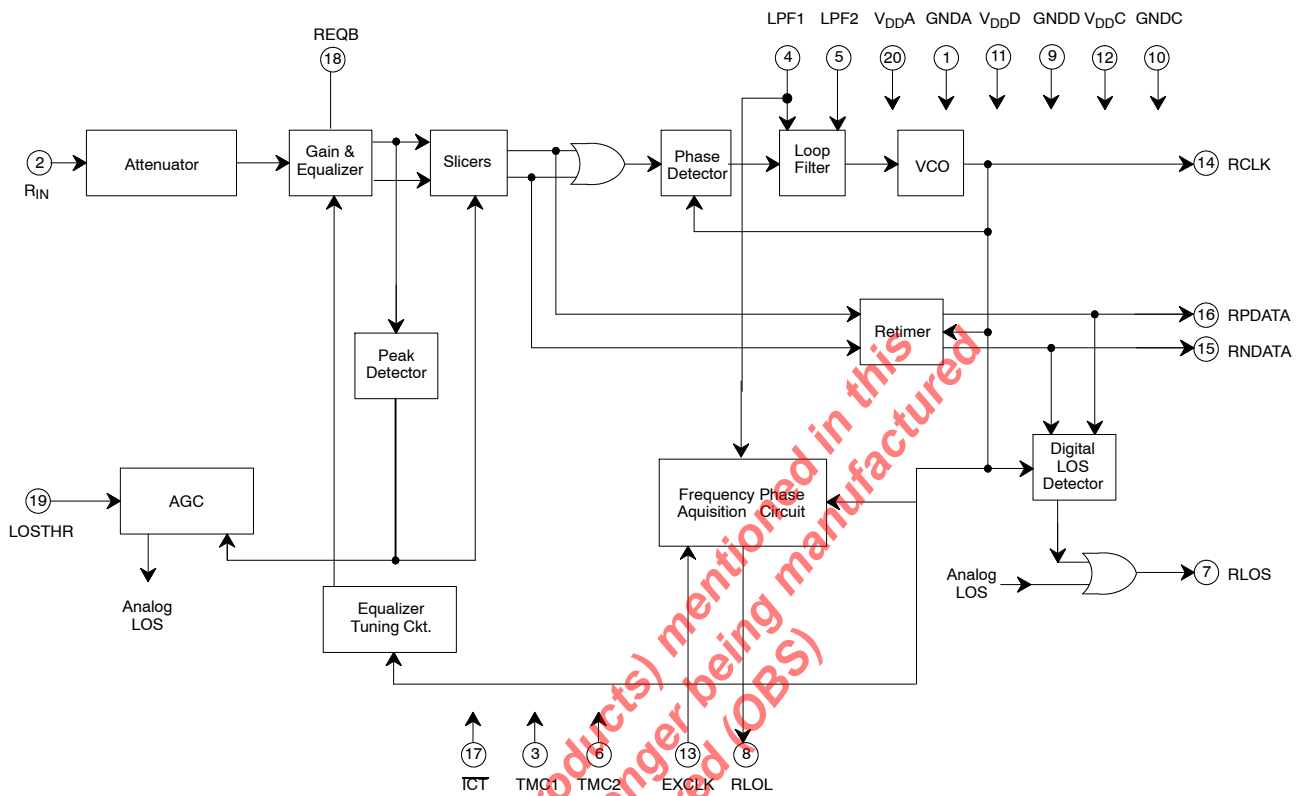 LPF1 LPF2 VDDA GNDA VDDD GNDD VDDC GNDC
4 5 20 1 11 9 12 10
REQB
18
2
RIN
Attenuator
Gain &
Equalizer
Slicers
Phase
Detector
Loop
Filter
VCO
14 RCLK
Retimer
16 RPDATA
15 RNDATA
Peak
Detector
19
LOSTHR
AGC
Analog
LOS
Frequency Phase
Aquisition Circuit
Digital
LOS
Detector
Analog
LOS
7 RLOS
Equalizer
Tuning Ckt.
17 3 6 13 8
ICT TMC1 TMC2 EXCLK RLOL
roducts) mentioned in this
nger being manufactured
red (OBS)